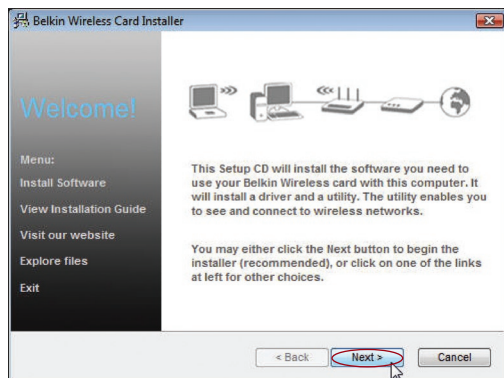 Belkin Wireless Card Installer
Welcome!
Menu:
Install Software
View Installation Guide
Visit our website
Explore files
Exit
This Setup CD will install the software you need to
use your Belkin Wireless card with this computer. It
will install a driver and a utility. The utility enables you
to see and connect to wireless networks.
You may either click the Next button to begin the
installer (recommended), or click on one of the links
at left for other choices.
< Back Next > Cancel